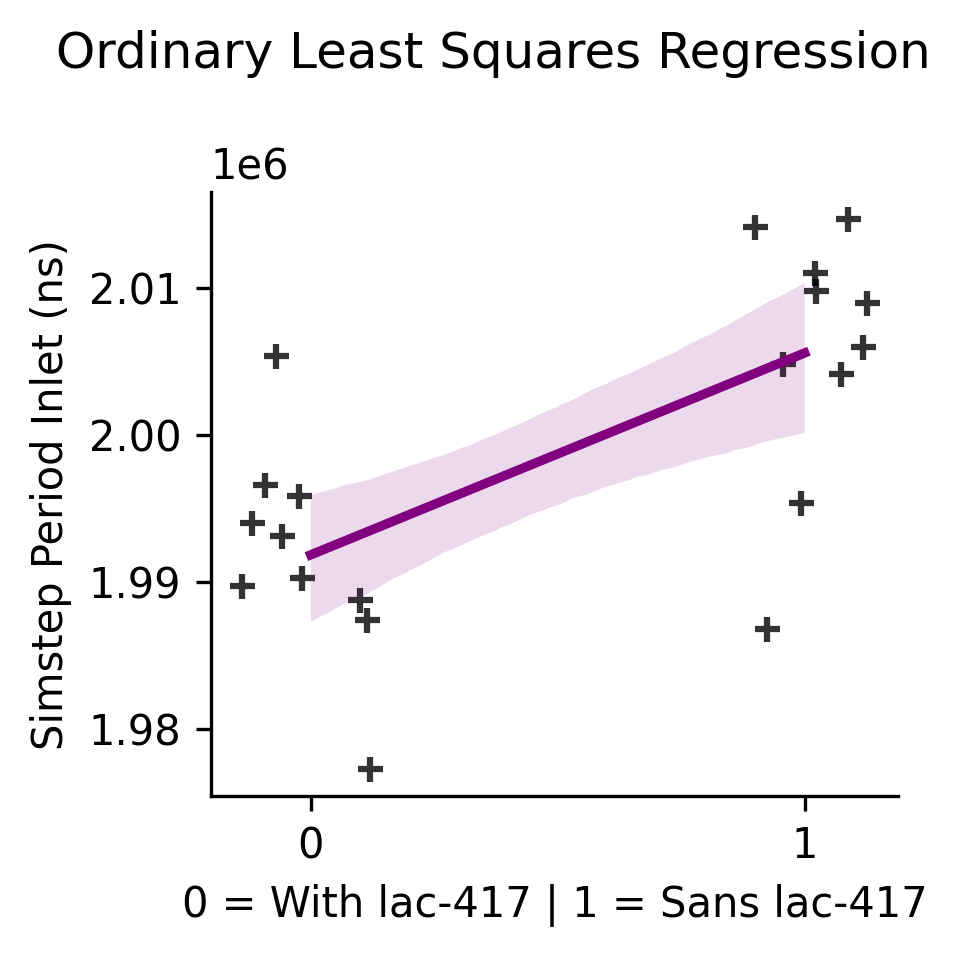 Ordinary Least Squares Regression
1e6
Simstep Period Inlet (ns)
2.01
2.00
1.99
1.98
0 1
0 = With lac-417 | 1 = Sans lac-417